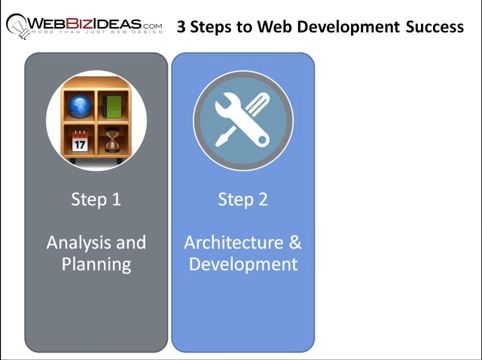 WEBBIZIDEAS.COM
MORE THAN JUST WEB DESIGN
3 Steps to Web Development Success
17
Step 1
Analysis and
Planning
Step 2
Architecture &
Development